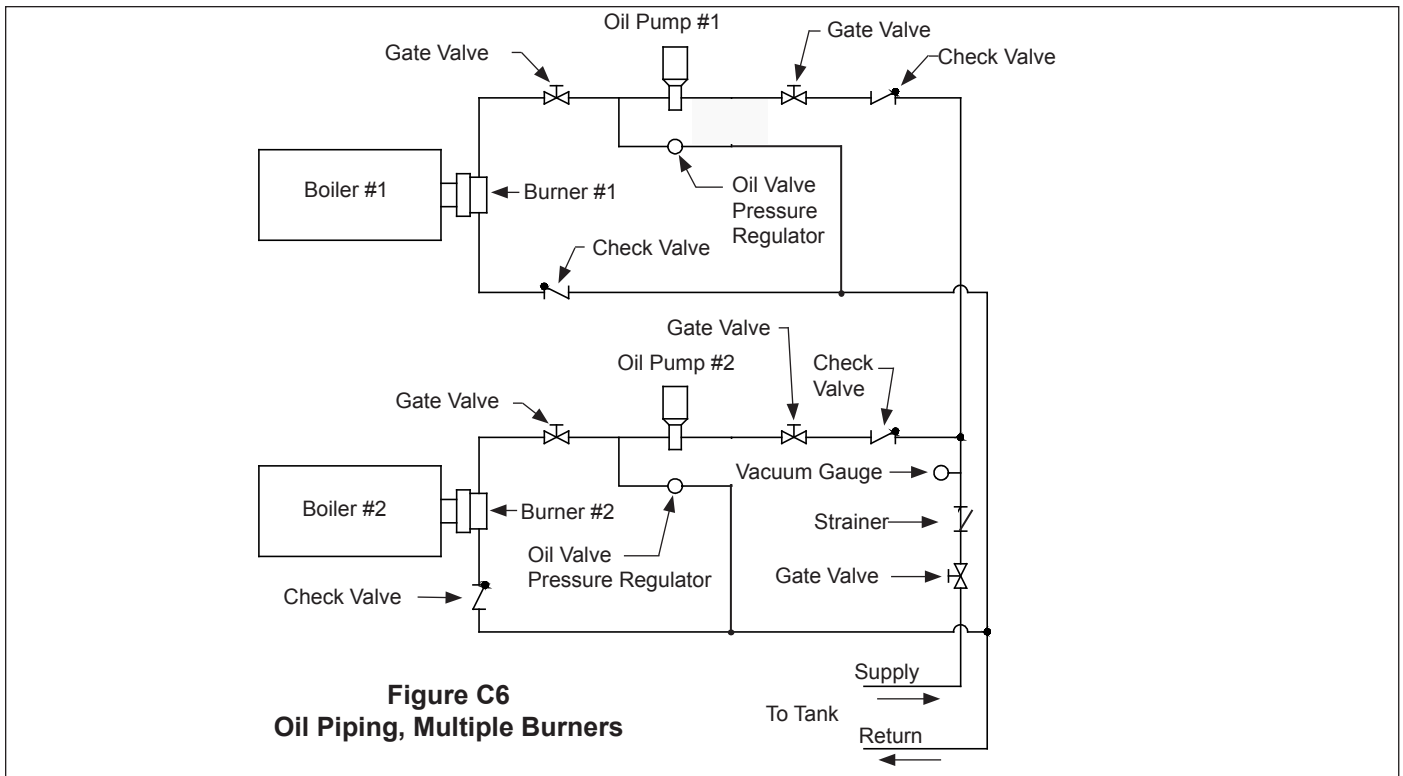 Oil Pump #1
Gate Valve
Gate Valve
Check Valve
Boiler #1
Burner #1
Oil Valve
Pressure
Regulator
Check Valve
Gate Valve
Oil Pump #2
Check
Valve
Gate Valve
Vacuum Gauge
Boiler #2
Burner #2
Strainer
Oil Valve
Pressure Regulator
Gate Valve
Check Valve
Supply
To Tank
Return
Figure C6
Oil Piping, Multiple Burners